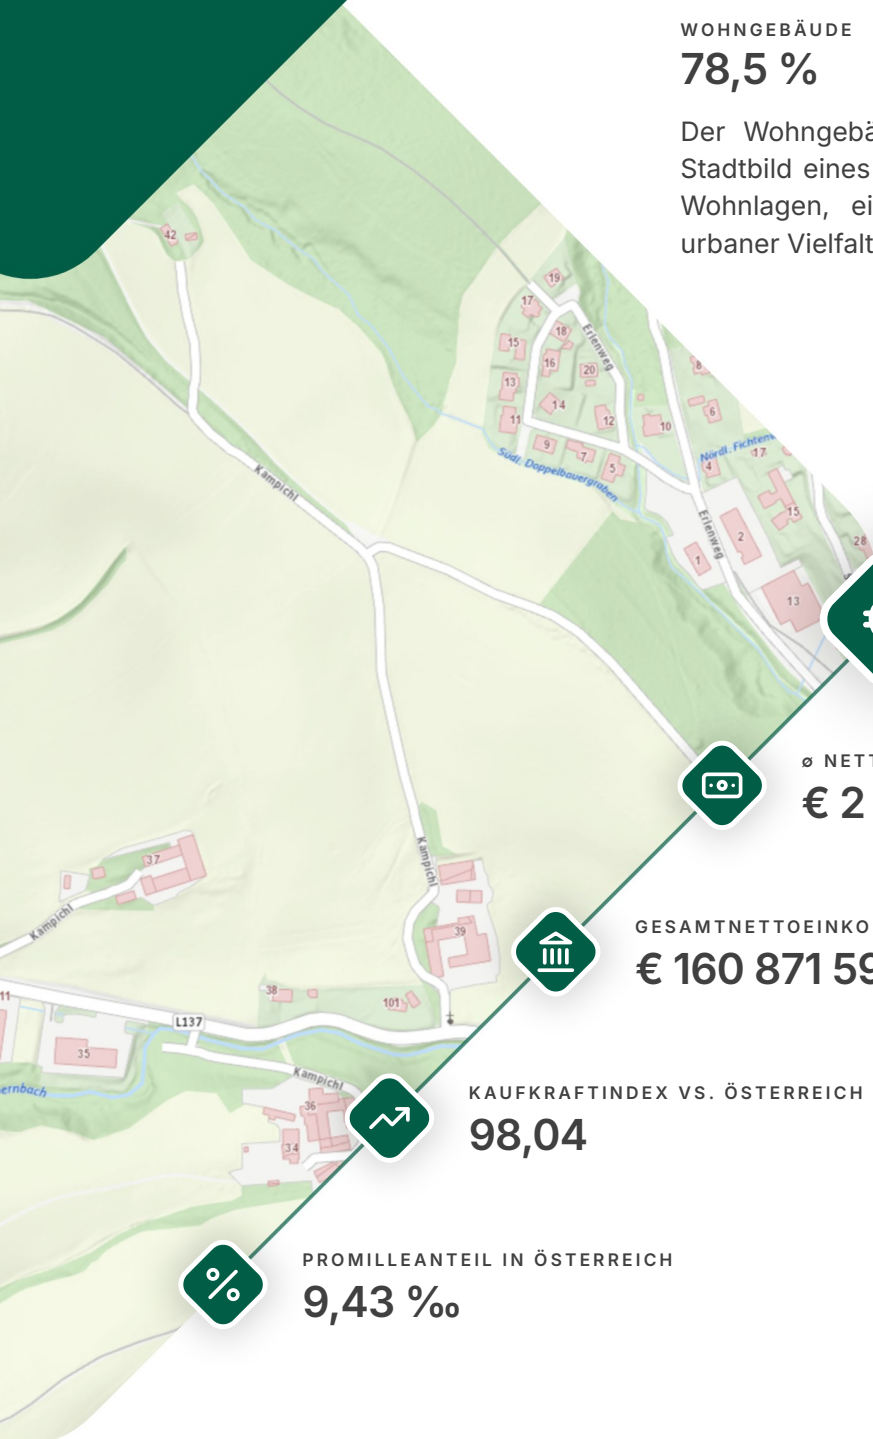 WOHNGEBÄUDE
78,5 %
Der Wohngebä
Stadtbild eines
Wohnlagen, ei
urbaner Vielfalt
42
19
17
18
Erlenweg
15
16
20
13
14
11
12
10
8
6
9
7
5
Südl. Doppelbauergraben
Nördl. Fichten
4
17
15
Kampichl
Erlenweg
2
1
28
13
ø NETT
€ 2
37
Kampichl
Kampichl
39
GESAMTNETTOEINKO
€ 160 871 59
38
101
11
L137
35
Kampichl
ernbach
36
34
KAUFKRAFTINDEX VS. ÖSTERREICH
98,04
PROMILLEANTEIL IN ÖSTERREICH
9,43 ‰